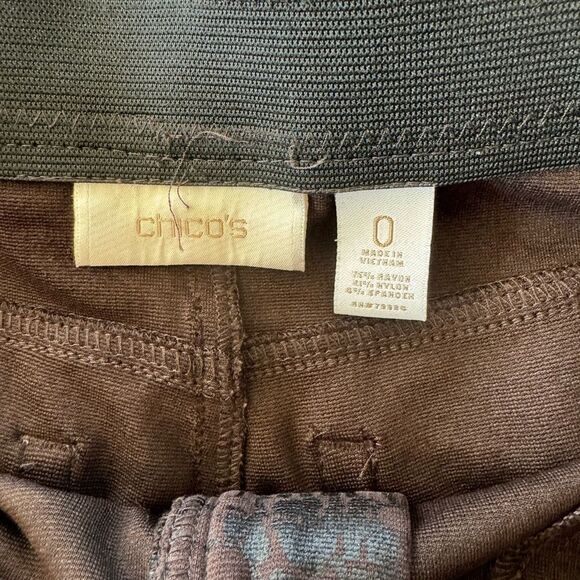 chico's
0
MADE IN
VIETNAM
75% RAYON
21% NYLON
4% SPANDEX